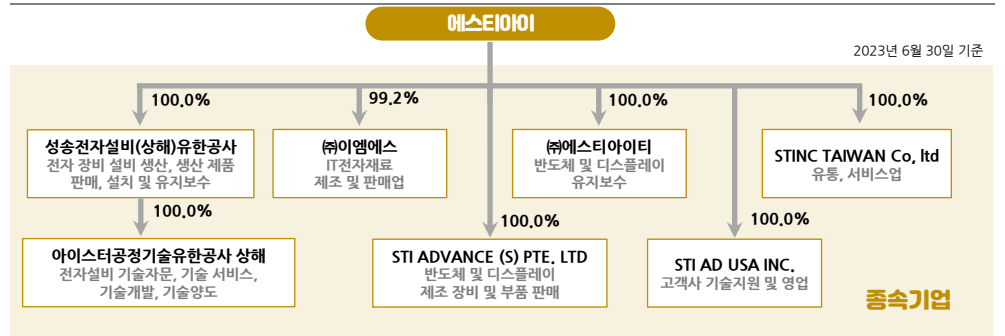 에스티아이
2023년 6월 30일 기준
100.0%
99.2%
100.0%
100.0%
성송전자설비(상해)유한공사
전자 장비 설비 생산, 생산 제품
판매, 설치 및 유지보수
㈜이엠에스
IT전자재료
제조 및 판매업
㈜에스티아이티
반도체 및 디스플레이
유지보수
STINC TAIWAN Co, ltd
유통, 서비스업
100.0%
100.0%
100.0%
아이스터공정기술유한공사 상해
전자설비 기술자문, 기술 서비스,
기술개발, 기술양도
STI ADVANCE (S) PTE. LTD
반도체 및 디스플레이
제조 장비 및 부품 판매
STI AD USA INC.
고객사 기술지원 및 영업
종속기업